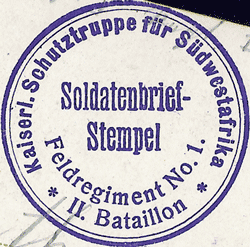 Kaiserl. Schutztruppe für Südwestafrika
Soldatenbrief-
Stempel
Feldregiment No. 1.
* II. Bataillon *